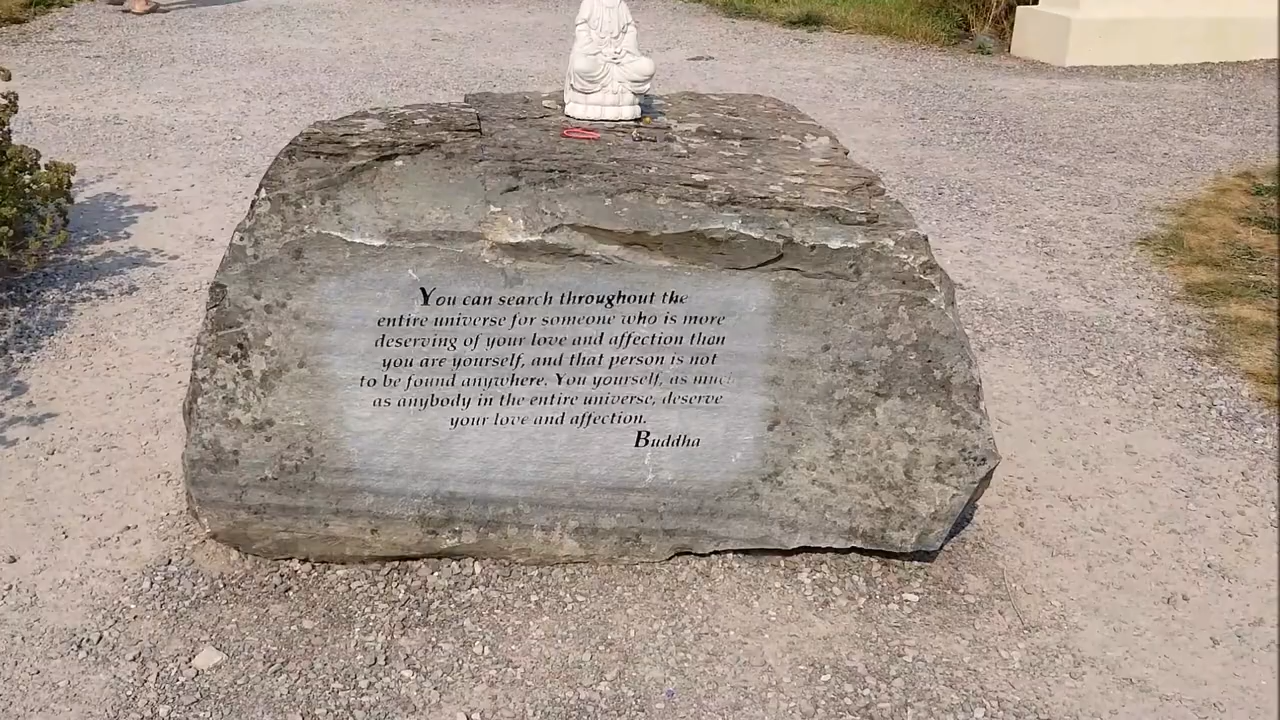 You can search throughout the
entire universe for someone who is more
deserving of your love and affection than
you are yourself, and that person is not
to be found anywhere. You yourself, as much
as anybody in the entire universe, deserve
your love and affection.
Buddha